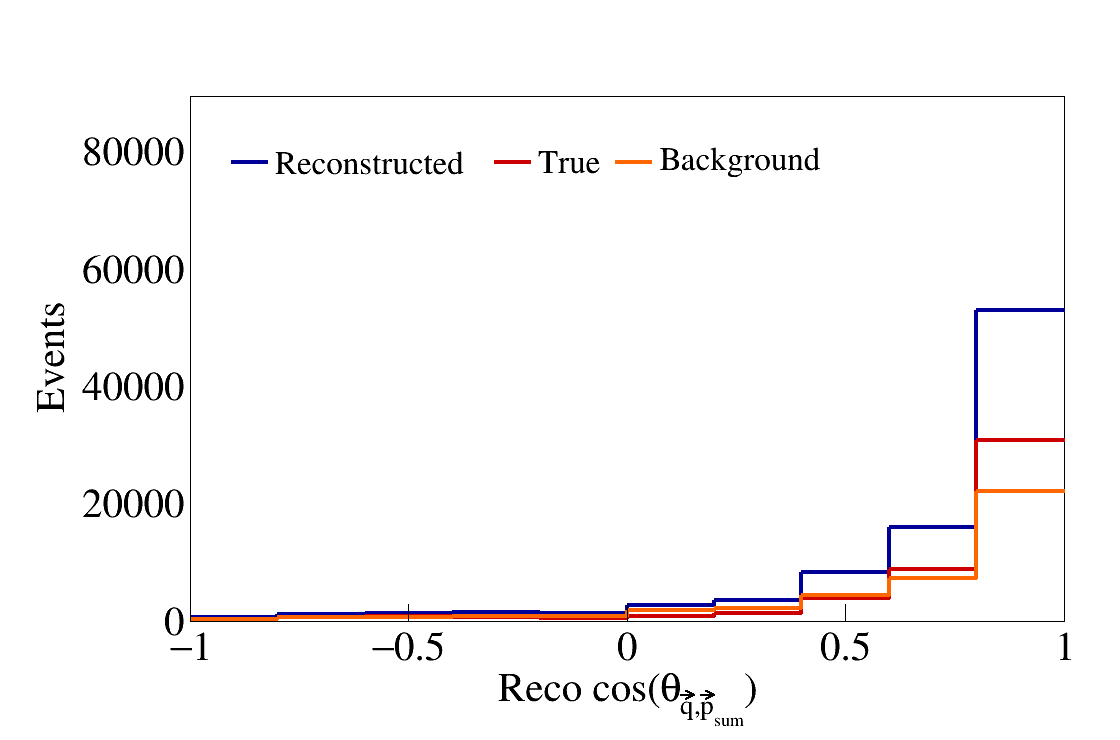 80000
60000
40000
20000
0
Events
Reconstructed True Background
−1 −0.5 0 0.5 1
Reco cos(θq⃗,p⃗sum)